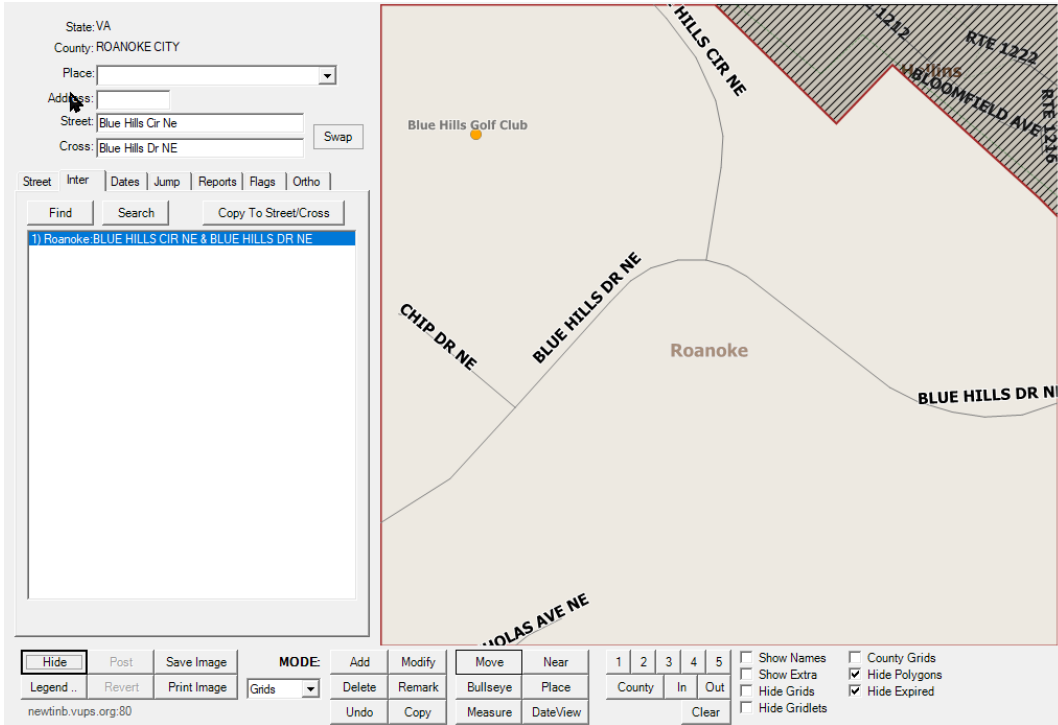 State: VA
County: ROANOKE CITY
Place:
Address:
Street: Blue Hills Cir Ne
Cross: Blue Hills Dr NE
Swap
Street Inter Dates Jump Reports Flags Ortho
Find Search Copy To Street/Cross
1) Roanoke:BLUE HILLS CIR NE & BLUE HILLS DR NE
HILLS CIR NE
1212
RTE 1222
Hollins
BLOOMFIELD AVE
RTE 1216
Blue Hills Golf Club
BLUE HILLS DR NE
CHIP DR NE
Roanoke
BLUE HILLS DR NE
HOLAS AVE NE
Hide Post Save Image MODE: Add Modify Move Near 1 2 3 4 5 Show Names County Grids
Show Extra Hide Polygons
Legend .. Revert Print Image Grids Delete Remark Bullseye Place County In Out Hide Grids Hide Expired
Hide Gridlets
newtinb.vups.org:80 Undo Copy Measure DateView Clear